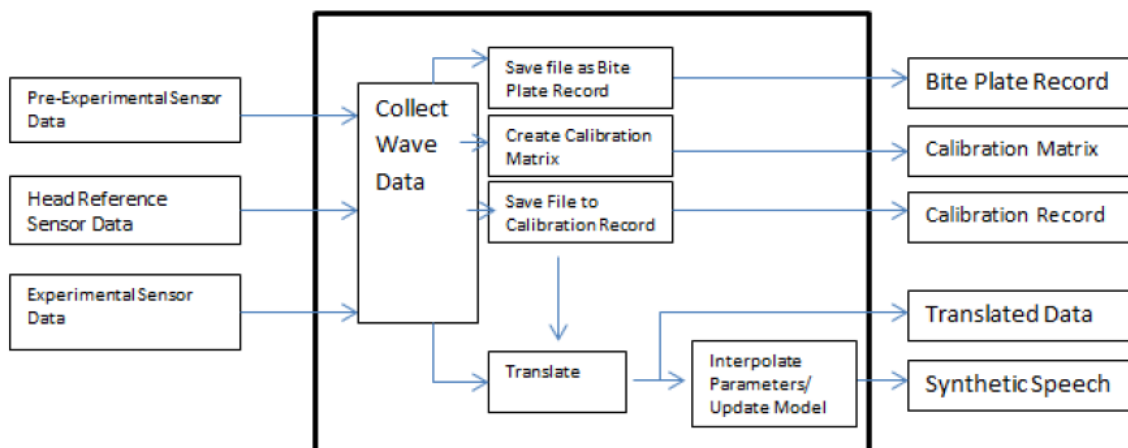 Pre-Experimental Sensor
Data
Head Reference
Sensor Data
Experimental Sensor
Data
Collect
Wave
Data
Save file as Bite
Plate Record
Create Calibration
Matrix
Save File to
Calibration Record
Translate
Interpolate
Parameters/
Update Model
Bite Plate Record
Calibration Matrix
Calibration Record
Translated Data
Synthetic Speech